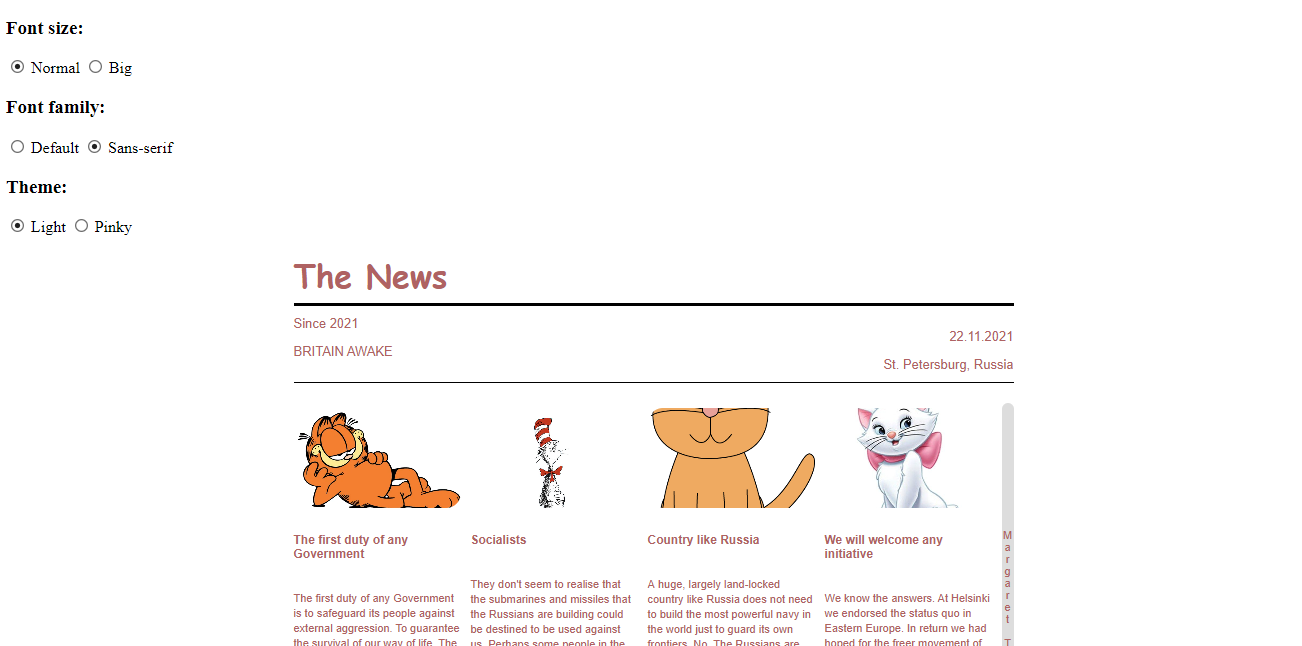 Font size:
Normal Big
Font family:
Default Sans-serif
Theme:
Light Pinky
The News
Since 2021
BRITAIN AWAKE
22.11.2021
St. Petersburg, Russia
The first duty of any
Government
The first duty of any Government
is to safeguard its people against
external aggression. To guarantee
the survival of our way of life. The
Socialists
They don't seem to realise that
the submarines and missiles that
the Russians are building could
be destined to be used against
us. Perhaps some people in the
Country like Russia
A huge, largely land-locked
country like Russia does not need
to build the most powerful navy in
the world just to guard its own
frontiers. No. The Russians are
We will welcome any
initiative
We know the answers. At Helsinki
we endorsed the status quo in
Eastern Europe. In return we had
hoped for the freer movement of
M
a
r
g
a
r
e
t
T